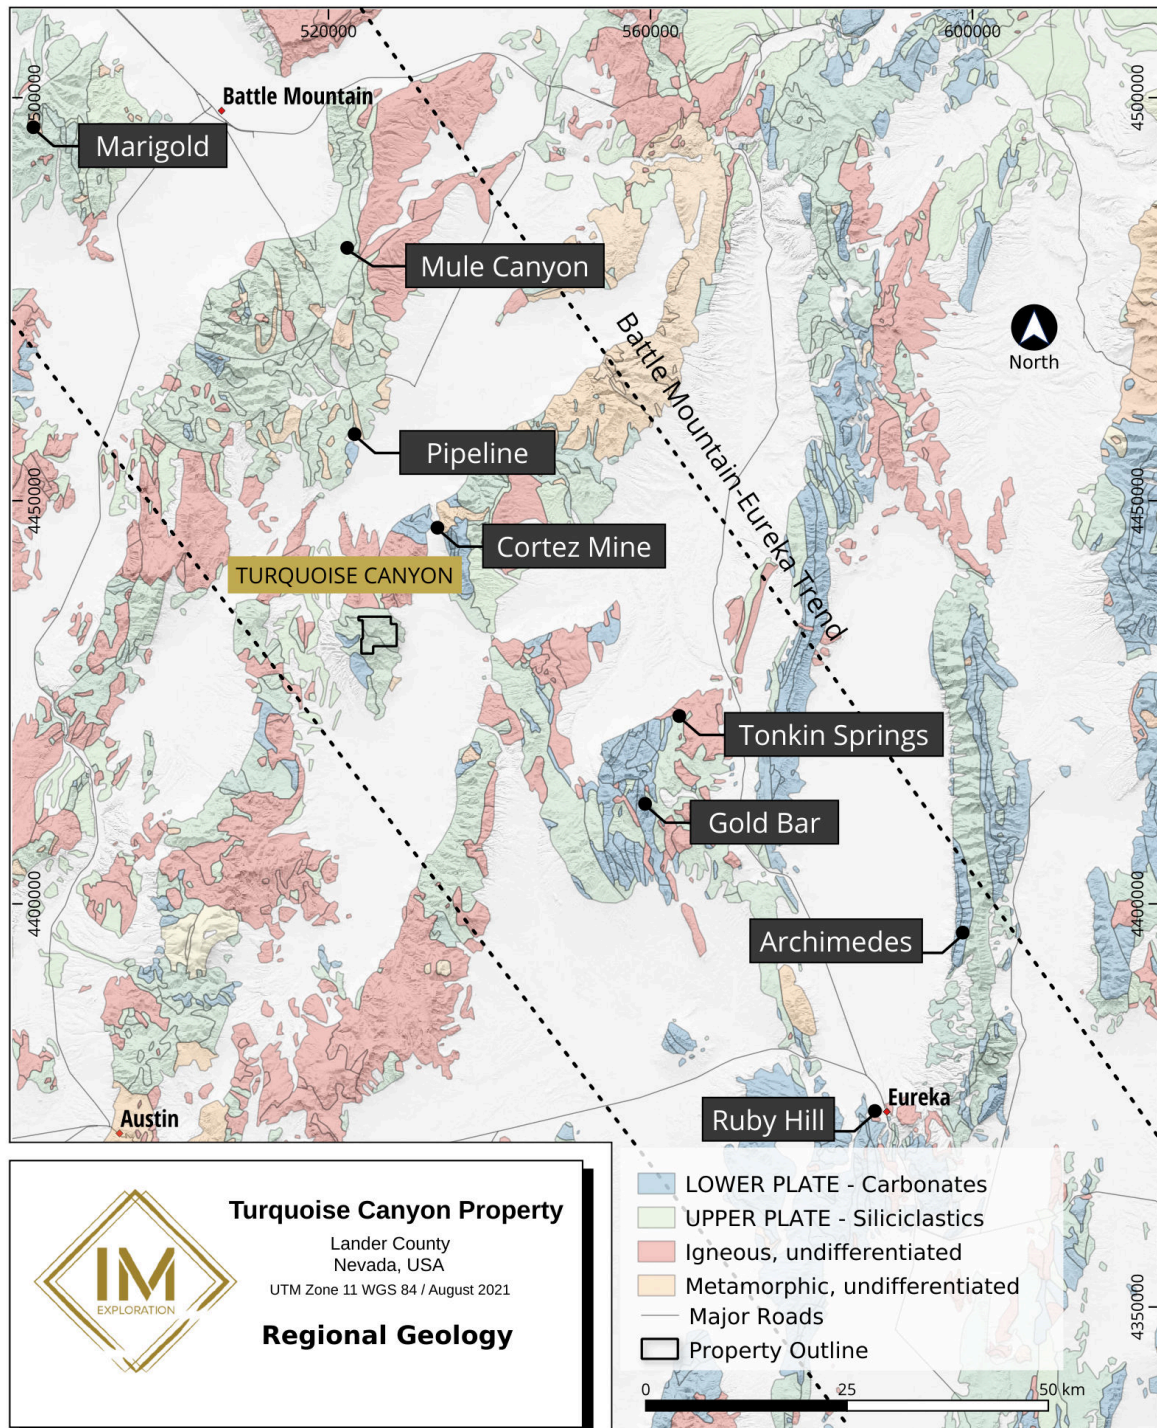 520000
560000
600000
4500000
4500000
Battle Mountain
Marigold
Mule Canyon
North
Battle Mountain-Eureka Trend
Pipeline
4450000
4450000
Cortez Mine
TURQUOISE CANYON
Tonkin Springs
Gold Bar
4400000
4400000
Archimedes
Eureka
Ruby Hill
Austin
LOWER PLATE - Carbonates
UPPER PLATE - Siliciclastics
Igneous, undifferentiated
Metamorphic, undifferentiated
Major Roads
Property Outline
4350000
0 25 50 km
IM
EXPLORATION
Turquoise Canyon Property
Lander County
Nevada, USA
UTM Zone 11 WGS 84 / August 2021
Regional Geology